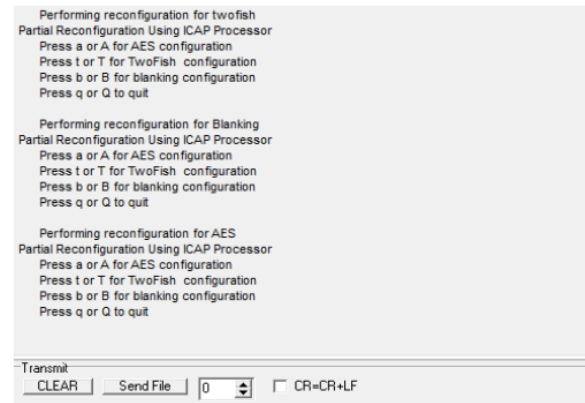 Performing reconfiguration for twofish
Partial Reconfiguration Using ICAP Processor
Press a or A for AES configuration
Press t or T for TwoFish configuration
Press b or B for blanking configuration
Press q or Q to quit
Performing reconfiguration for Blanking
Partial Reconfiguration Using ICAP Processor
Press a or A for AES configuration
Press t or T for TwoFish configuration
Press b or B for blanking configuration
Press q or Q to quit
Performing reconfiguration for AES
Partial Reconfiguration Using ICAP Processor
Press a or A for AES configuration
Press t or T for TwoFish configuration
Press b or B for blanking configuration
Press q or Q to quit
Transmit
CLEAR Send File 0 CR=CR+LF